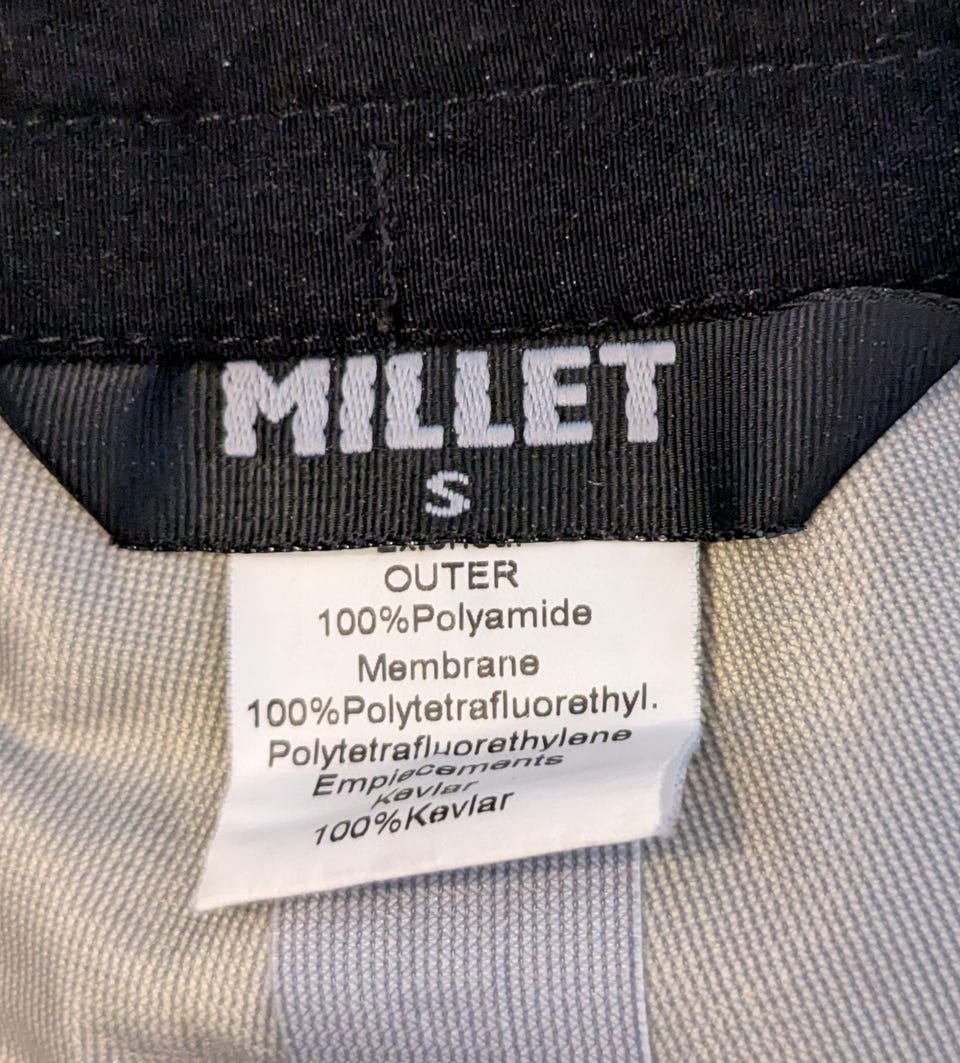 MILLET
S
OUTER
100%Polyamide
Membrane
100%Polytetrafluorethyl.
Polytetrafluorethylene
Empiecements
Kevlar
100%Kevlar